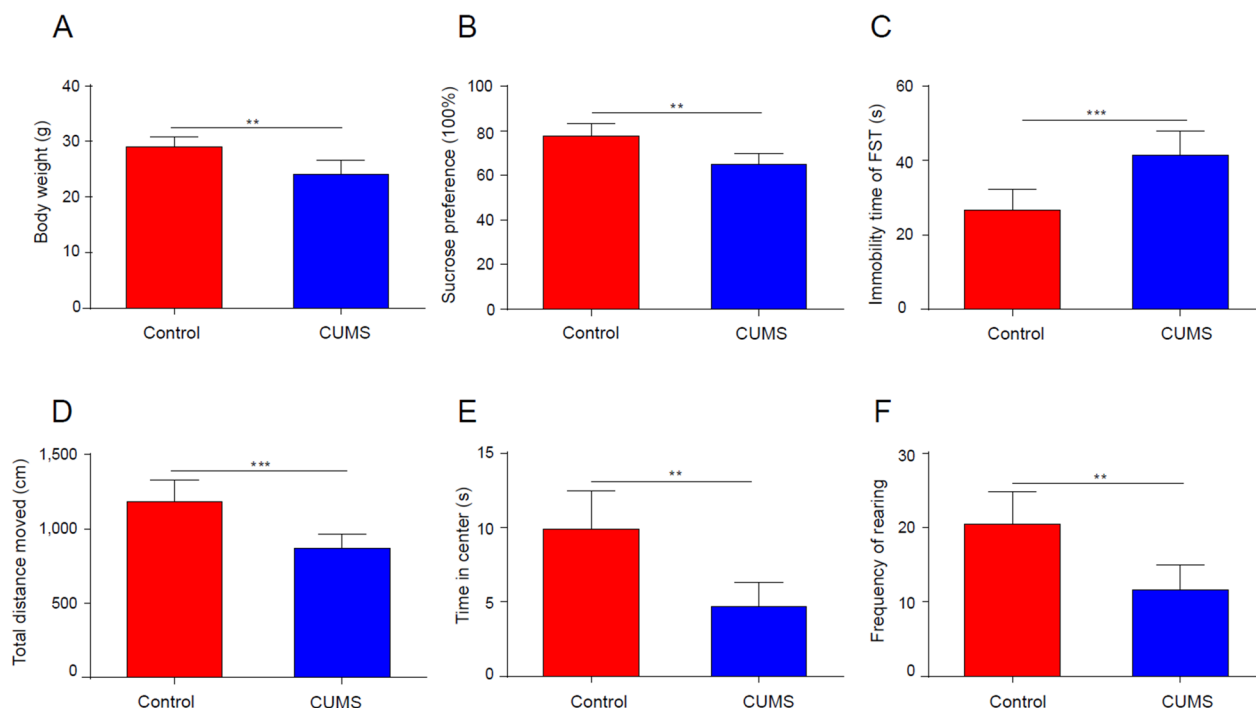 A
Body weight (g)
40
30
20
10
0
**
Control
CUMS
B
Sucrose preference (100%)
100
80
60
40
20
0
**
Control
CUMS
C
Immobility time of FST (s)
60
40
20
0
***
Control
CUMS
D
Total distance moved (cm)
1,500
1,000
500
0
***
Control
CUMS
E
Time in center (s)
15
10
5
0
**
Control
CUMS
F
Frequency of rearing
30
20
10
0
**
Control
CUMS